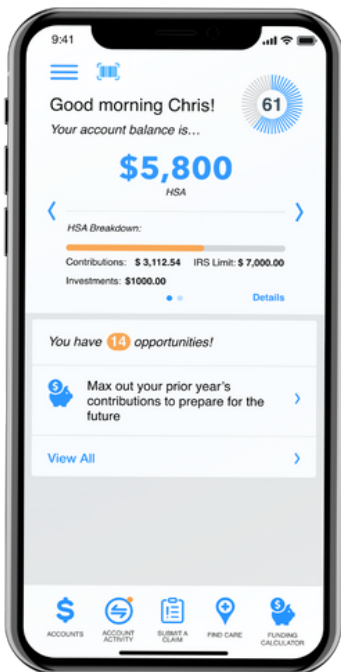 9:41
Good morning Chris!
61
Your account balance is...
$5,800
HSA
HSA Breakdown:
Contributions: $ 3,112.54 IRS Limit: $ 7,000.00
Investments: $1000.00
Details
You have 14 opportunities!
Max out your prior year's
contributions to prepare for the
future
View All
ACCOUNTS
ACCOUNT
ACTIVITY
SUBMIT A
CLAIM
FIND CARE
FUNDING
CALCULATOR